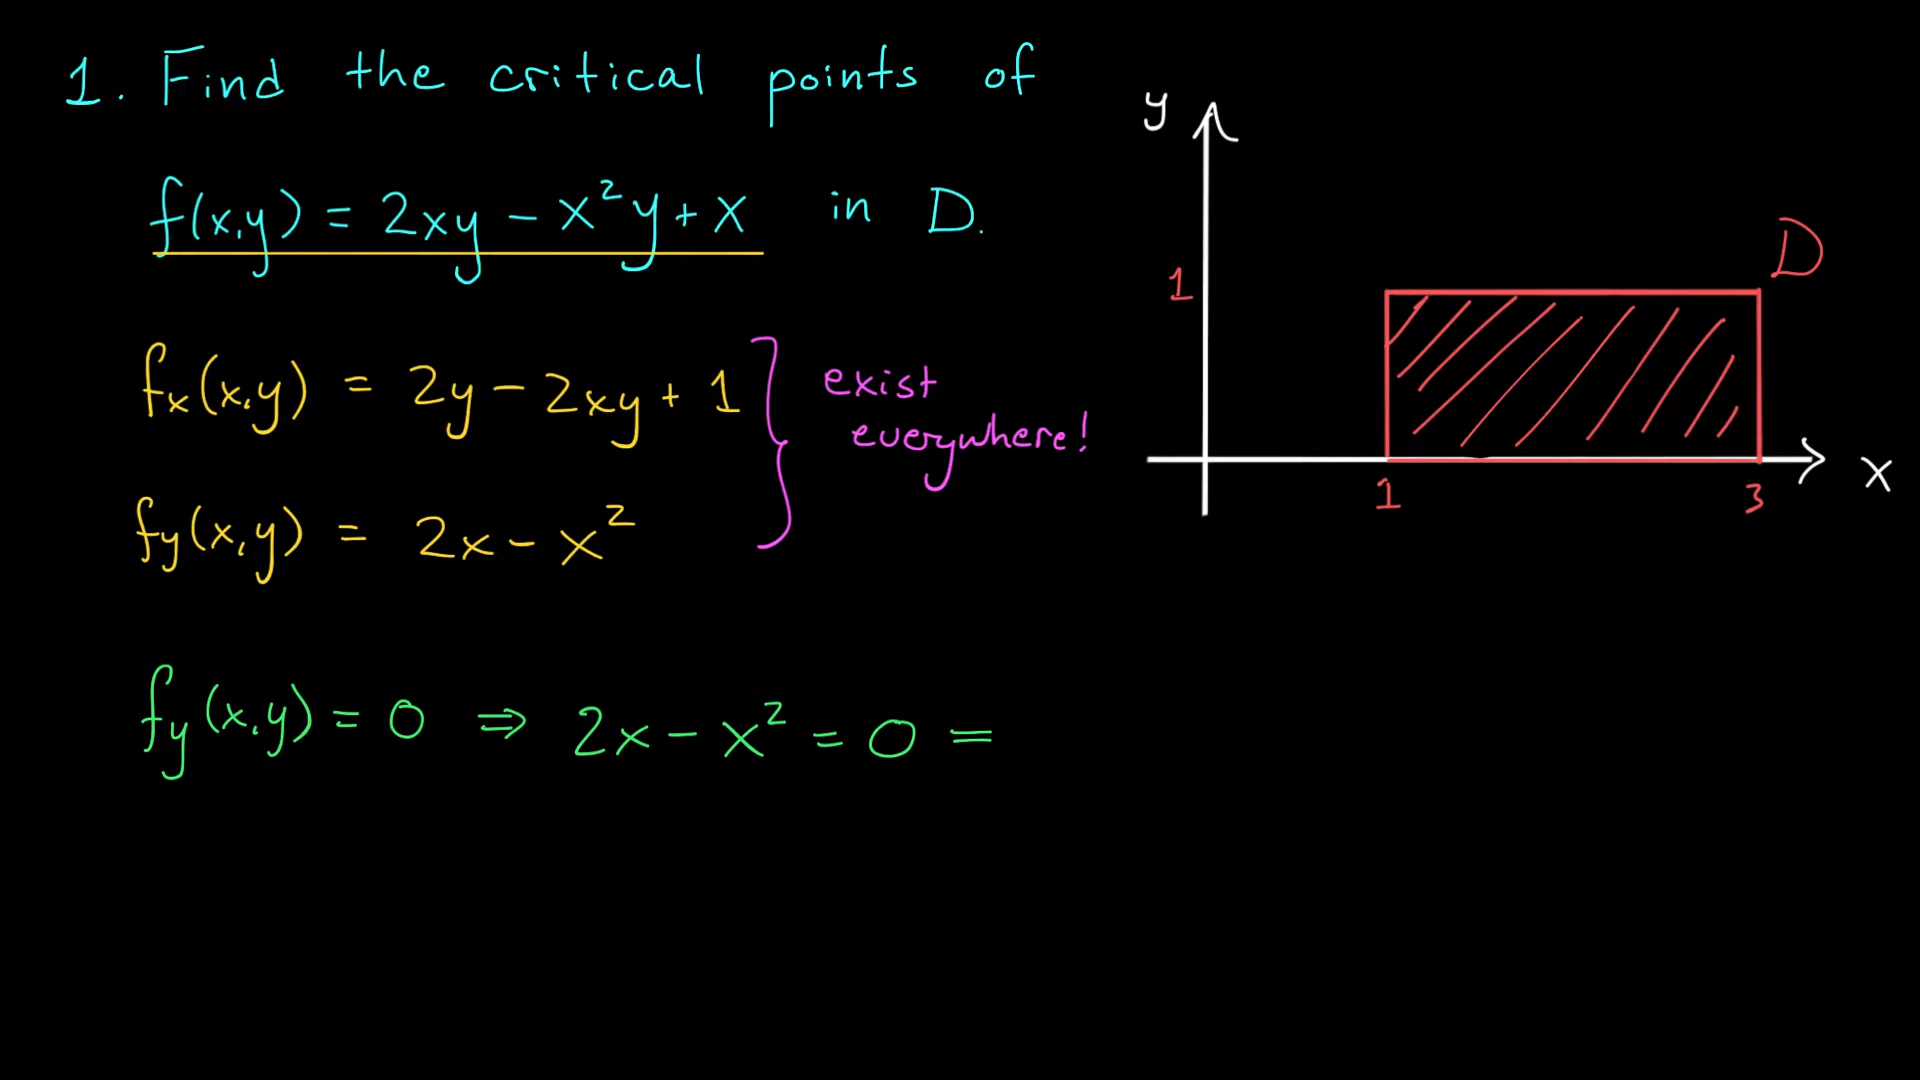 1. Find the critical points of
f(x,y) = 2xy - x²y + x in D.
fx(x,y) = 2y - 2xy + 1
exist
everywhere!
fy(x,y) = 2x - x²
fy(x,y) = 0 ⇒ 2x - x² = 0 =
y
D
1
x
1 3